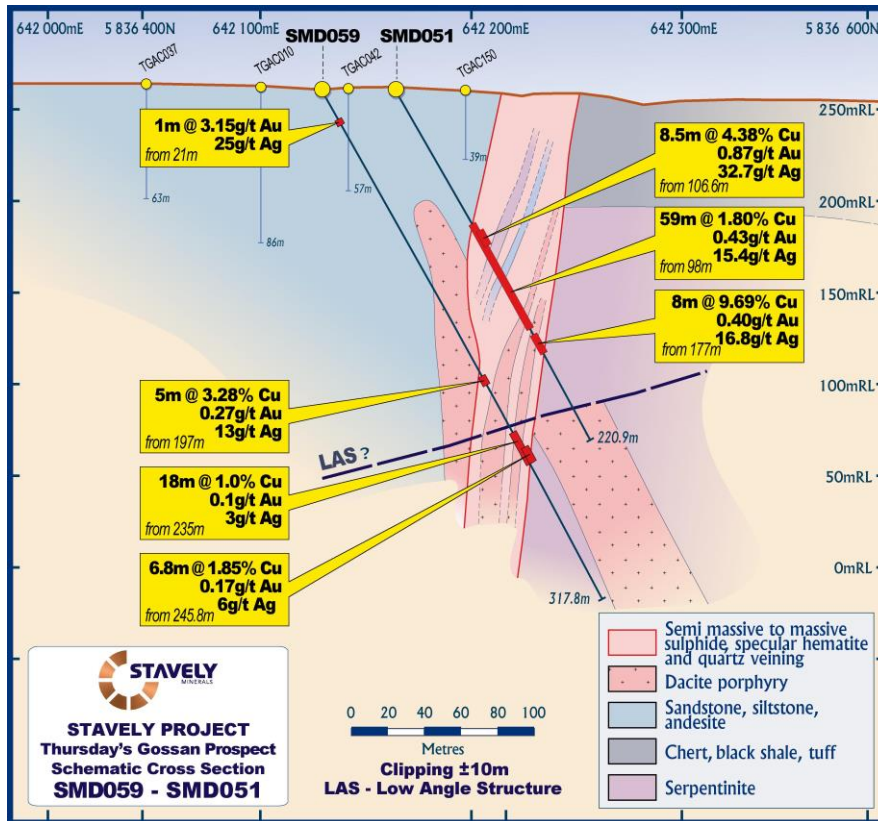 642 000mE
5 836 400N
642 100mE
642 200mE
642 300mE
5 836 600N
SMD059
SMD051
TGAC037
TGAC010
TGAC042
TGAC150
250mRL
200mRL
150mRL
100mRL
50mRL
0mRL
1m @ 3.15g/t Au
25g/t Ag
from 21m
63m
86m
57m
39m
8.5m @ 4.38% Cu
0.87g/t Au
32.7g/t Ag
from 106.6m
59m @ 1.80% Cu
0.43g/t Au
15.4g/t Ag
from 98m
8m @ 9.69% Cu
0.40g/t Au
16.8g/t Ag
from 177m
5m @ 3.28% Cu
0.27g/t Au
13g/t Ag
from 197m
LAS ?
220.9m
18m @ 1.0% Cu
0.1g/t Au
3g/t Ag
from 235m
6.8m @ 1.85% Cu
0.17g/t Au
6g/t Ag
from 245.8m
317.8m
STAVELY
MINERALS
STAVELY PROJECT
Thursday's Gossan Prospect
Schematic Cross Section
SMD059 - SMD051
0 20 40 60 80 100
Metres
Clipping ±10m
LAS - Low Angle Structure
Semi massive to massive
sulphide, specular hematite
and quartz veining
Dacite porphyry
Sandstone, siltstone,
andesite
Chert, black shale, tuff
Serpentinite